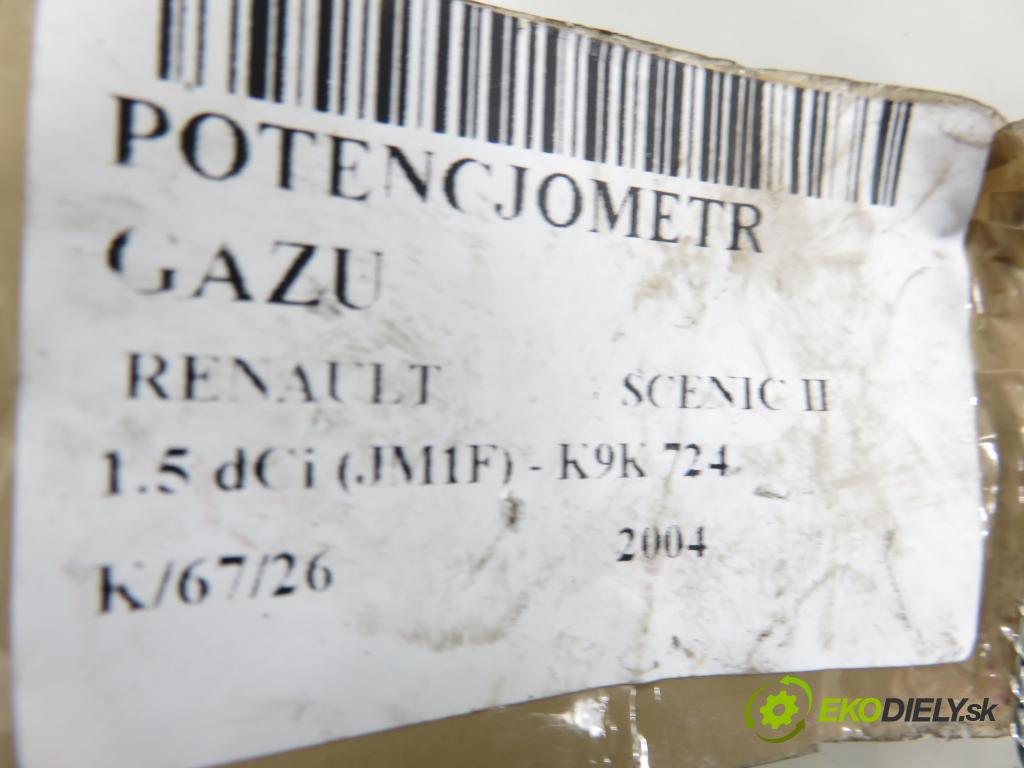 POTENCJOMETR
GAZU
RENAULT SCENIC II
1.5 dCi (JM1F) - K9K 724
2004
K/67/26
EKODIELY.sk